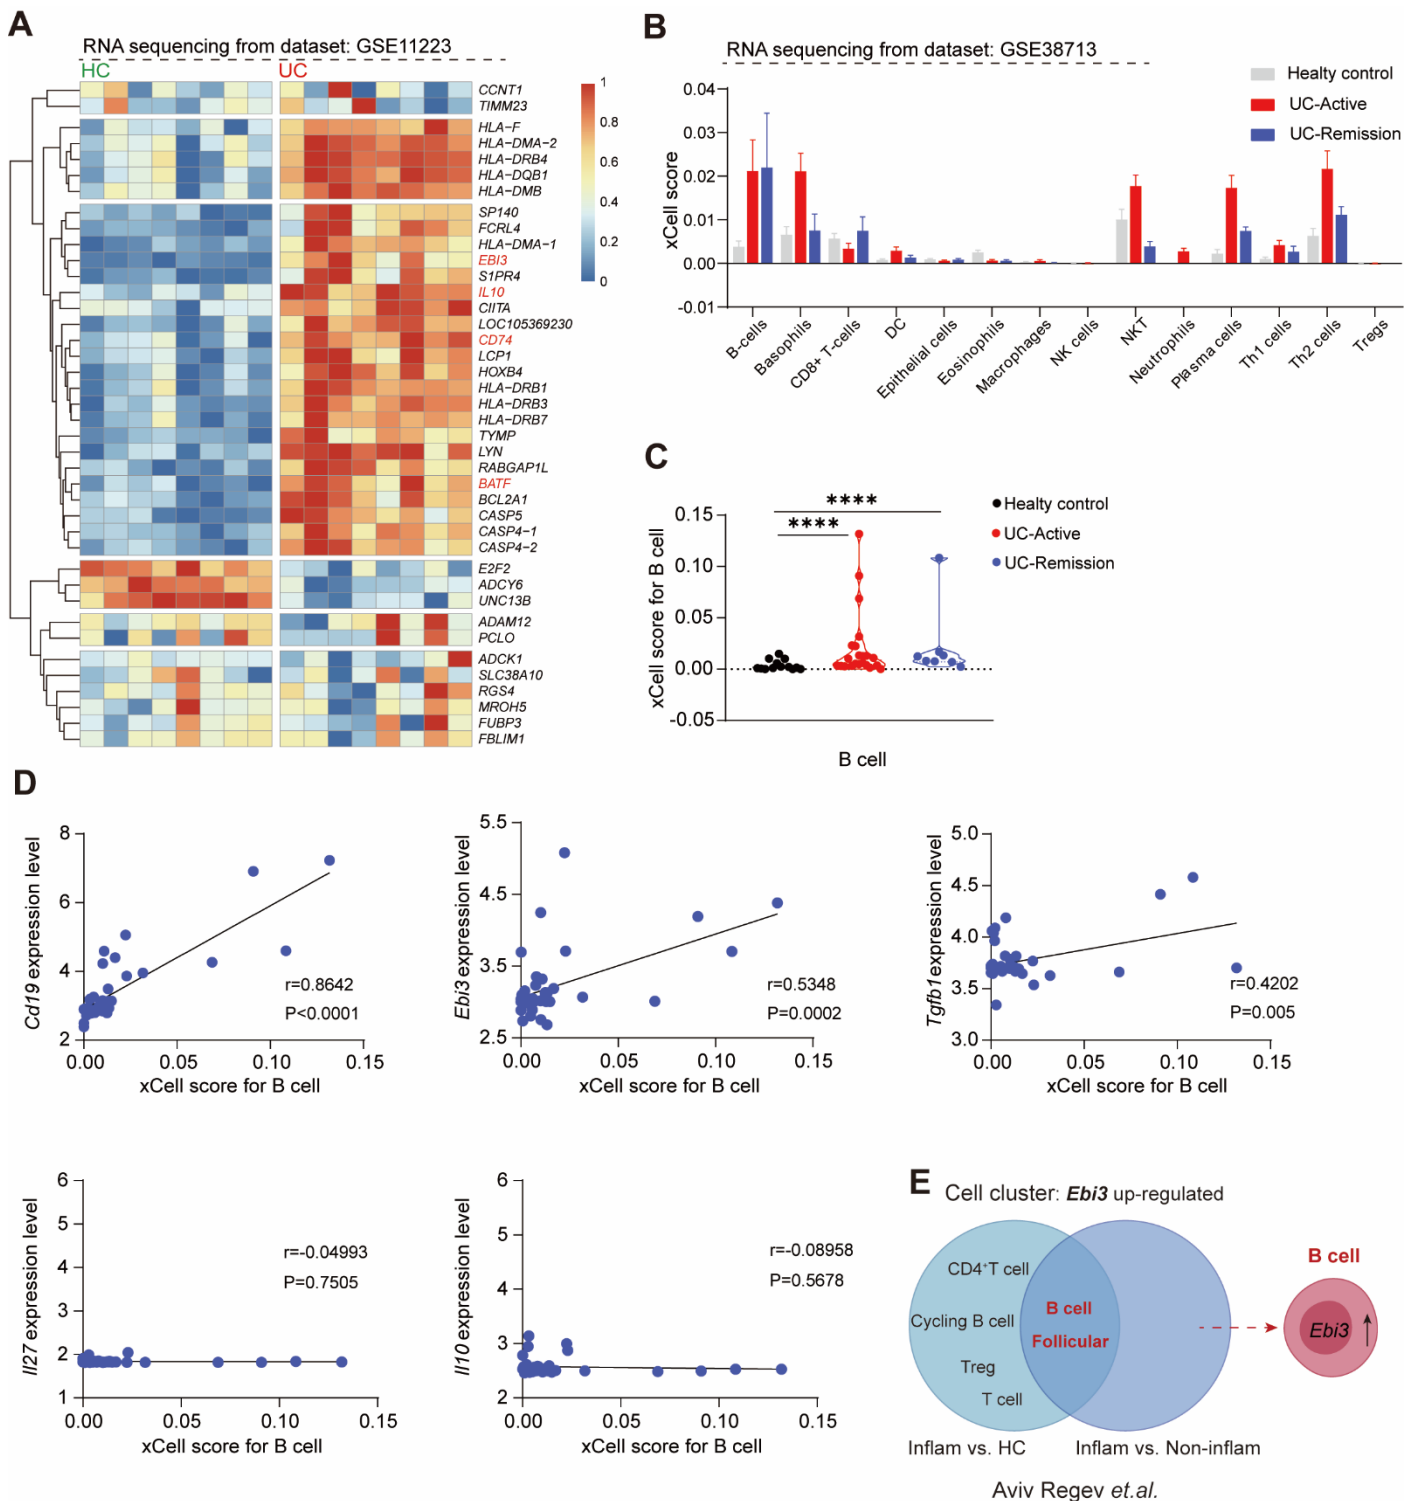 A
RNA sequencing from dataset: GSE11223
HC
UC
CCNT1
TIMM23
HLA-F
HLA-DMA-2
HLA-DRB4
HLA-DQB1
HLA-DMB
SP140
FCRL4
HLA-DMA-1
EBI3
S1PR4
IL10
CIITA
LOC105369230
CD74
LCP1
HOXB4
HLA-DRB1
HLA-DRB3
HLA-DRB7
TYMP
LYN
RABGAP1L
BATF
BCL2A1
CASP5
CASP4-1
CASP4-2
E2F2
ADCY6
UNC13B
ADAM12
PCLO
ADCK1
SLC38A10
RGS4
MROH5
FUBP3
FBLIM1
1
0.8
0.6
0.4
0.2
0
B
RNA sequencing from dataset: GSE38713
Healty control
UC-Active
UC-Remission
xCell score
0.04
0.03
0.02
0.01
0.00
-0.01
B-cells
Basophils
CD8+ T-cells
DC
Epithelial cells
Eosinophils
Macrophages
NK cells
NKT
Neutrophils
Plasma cells
Th1 cells
Th2 cells
Tregs
C
xCell score for B cell
0.15
0.10
0.05
0.00
-0.05
****
****
Healty control
UC-Active
UC-Remission
B cell
D
Cd19 expression level
8
6
4
2
0.00 0.05 0.10 0.15
xCell score for B cell
r=0.8642
P<0.0001
Ebi3 expression level
5.5
4.5
3.5
2.5
0.00 0.05 0.10 0.15
xCell score for B cell
r=0.5348
P=0.0002
Tgfb1 expression level
5.0
4.5
4.0
3.5
3.0
0.00 0.05 0.10 0.15
xCell score for B cell
r=0.4202
P=0.005
Il27 expression level
6
5
4
3
2
1
0.00 0.05 0.10 0.15
xCell score for B cell
r=-0.04993
P=0.7505
Il10 expression level
6
5
4
3
2
0.00 0.05 0.10 0.15
xCell score for B cell
r=-0.08958
P=0.5678
E
Cell cluster: Ebi3 up-regulated
CD4+T cell
Cycling B cell
Treg
T cell
B cell
Follicular
Inflam vs. HC
Inflam vs. Non-inflam
B cell
Ebi3
Aviv Regev et.al.